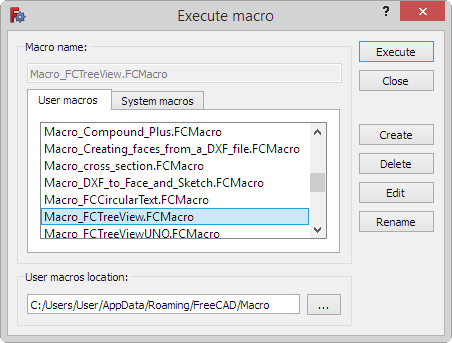 Execute macro
?
Macro name:
Execute
Macro_FCTreeView.FCMacro
Close
User macros
System macros
Macro_Compound_Plus.FCMacro
Macro_Creating_faces_from_a_DXF_file.FCMacro
Macro_cross_section.FCMacro
Macro_DXF_to_Face_and_Sketch.FCMacro
Macro_FCCircularText.FCMacro
Macro_FCTreeView.FCMacro
Macro_FCTreeViewUNO.FCMacro
Create
Delete
Edit
Rename
User macros location:
C:/Users/User/AppData/Roaming/FreeCAD/Macro
...